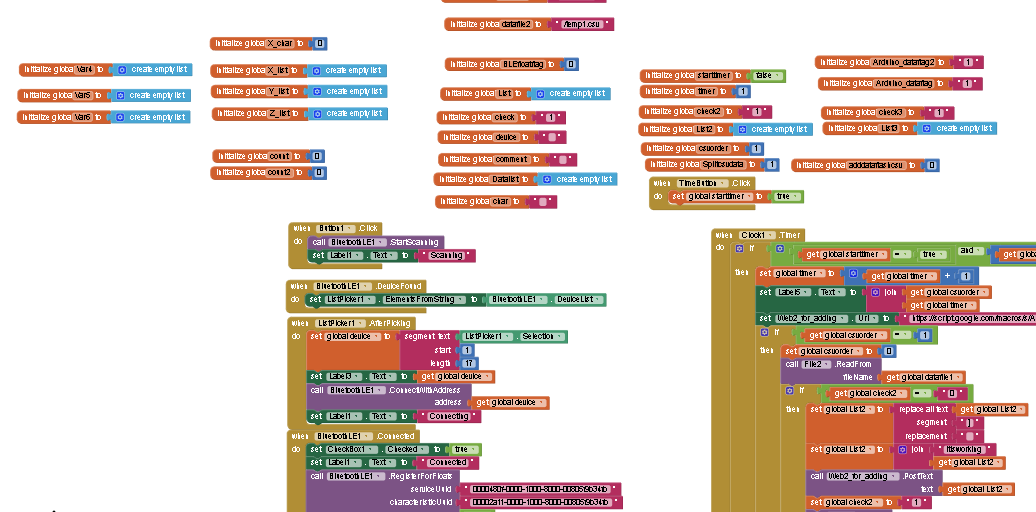 initialize global datafile2 to "/temp1.csv"
initialize global X_char to 0
initialize global Var4 to create empty list
initialize global X_list to create empty list
initialize global BLEfloatflag to 0
initialize global Arduino_dataflag2 to "1"
initialize global starttimer to false
initialize global Arduino_dataflag to "1"
initialize global Var5 to create empty list
initialize global Y_list to create empty list
initialize global List to create empty list
initialize global timer to 1
initialize global Var6 to create empty list
initialize global Z_list to create empty list
initialize global check to "1"
initialize global check2 to "1"
initialize global check3 to "1"
initialize global device to " "
initialize global List2 to create empty list
initialize global List3 to create empty list
initialize global count to 0
initialize global comment to " "
initialize global csvorder to 1
initialize global count2 to 0
initialize global Datalist to create empty list
initialize global Splitcsvdata to 1
initialize global adddataflashcsv to 0
initialize global char to " "
when TimeButton .Click
do set global starttimer to true
when Button1 .Click
do call BluetoothLE1 .StartScanning
set Label1 . Text to "Scanning"
when BluetoothLE1 .DeviceFound
do set ListPicker1 . ElementsFromString to BluetoothLE1 . DeviceList
when ListPicker1 .AfterPicking
do set global device to segment text ListPicker1 . Selection
start 1
length 17
set Label3 . Text to get global device
call BluetoothLE1 .ConnectWithAddress
address get global device
set Label1 . Text to "Connecting"
when BluetoothLE1 .Connected
do set CheckBox1 . Checked to true
set Label1 . Text to "Connected"
call BluetoothLE1 .RegisterForFloats
serviceUuid
characteristicUuid
when Clock1 .Timer
do if get global starttimer = true and get
then set global timer to get global timer + 1
set Label5 . Text to join get global csvorder
get global timer
set Web2_for_adding . Url to "https://script.google.com/macros/s/A
if get global csvorder = 1
then set global csvorder to 0
call File2 .ReadFrom
fileName get global datafile1
if get global check2 = "0"
then set global List2 to replace all text get global List2
segment "]"
replacement " "
set global List2 to join "Itisworking
get global List2
call Web2_for_adding .PostText
text get global List2
set global check2 to "1"